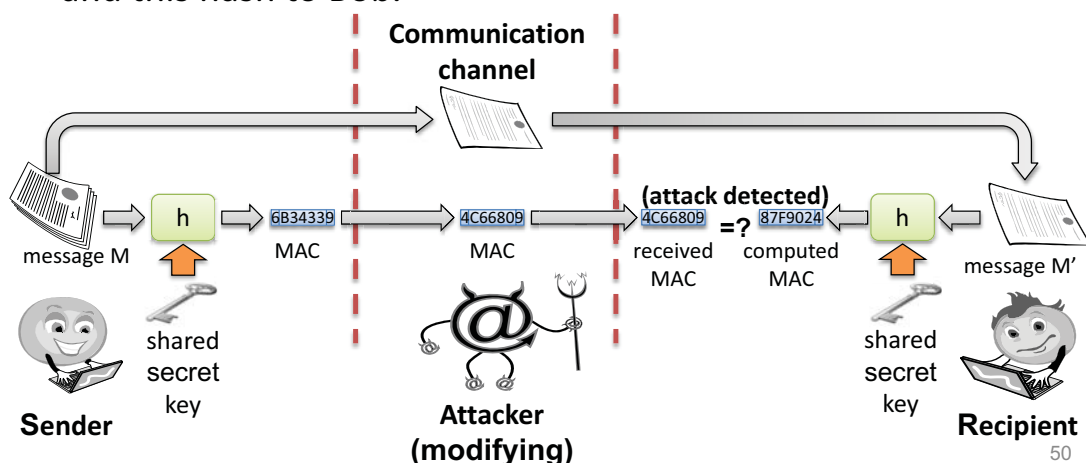 Communication
channel
(attack detected)
h
6B34339
4C66809
4C66809
=?
87F9024
h
message M
MAC
MAC
received
MAC
computed
MAC
message M’
shared
secret
key
@
shared
secret
key
Sender
Attacker
(modifying)
Recipient
50